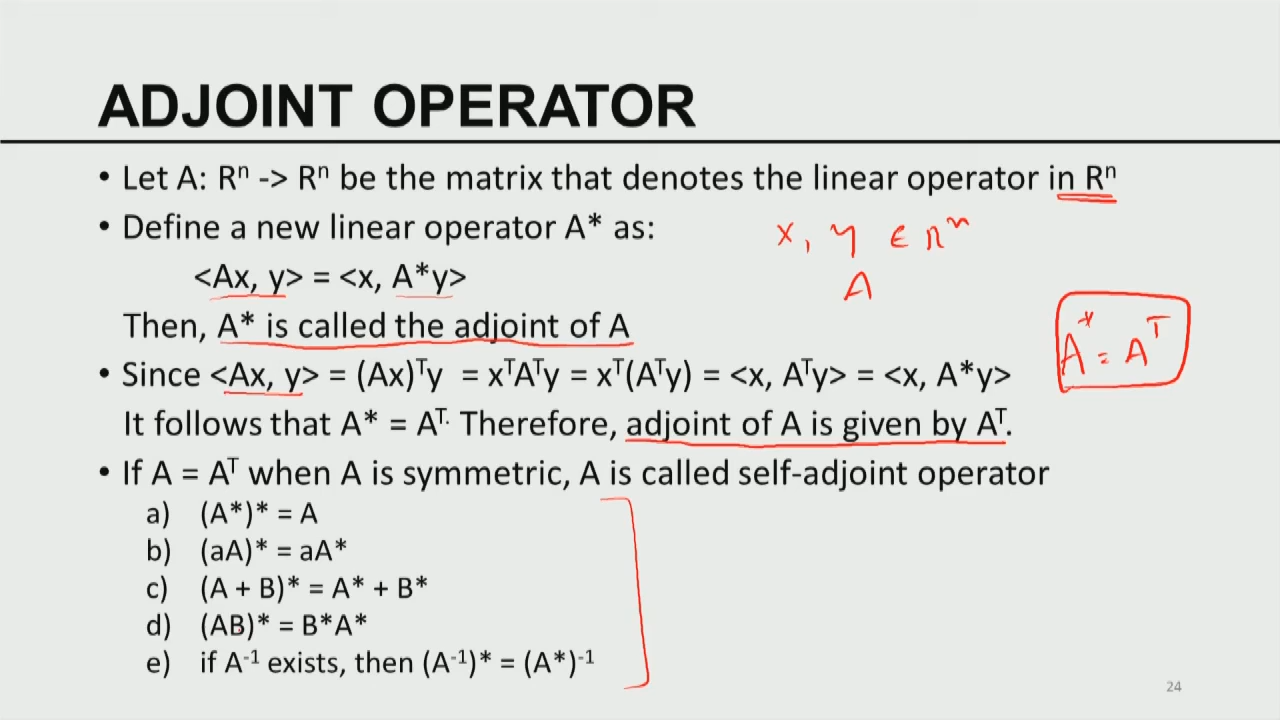 ADJOINT OPERATOR
• Let A: Rⁿ -> Rⁿ be the matrix that denotes the linear operator in Rⁿ
• Define a new linear operator A* as:
x, y ∈ Rⁿ
<Ax, y> = <x, A*y>
A
Then, A* is called the adjoint of A
A* = Aᵀ
• Since <Ax, y> = (Ax)ᵀy = xᵀAᵀy = xᵀ(Aᵀy) = <x, Aᵀy> = <x, A*y>
It follows that A* = Aᵀ. Therefore, adjoint of A is given by Aᵀ.
• If A = Aᵀ when A is symmetric, A is called self-adjoint operator
a) (A*)* = A
b) (aA)* = aA*
c) (A + B)* = A* + B*
d) (AB)* = B*A*
e) if A⁻¹ exists, then (A⁻¹)* = (A*)⁻¹
24